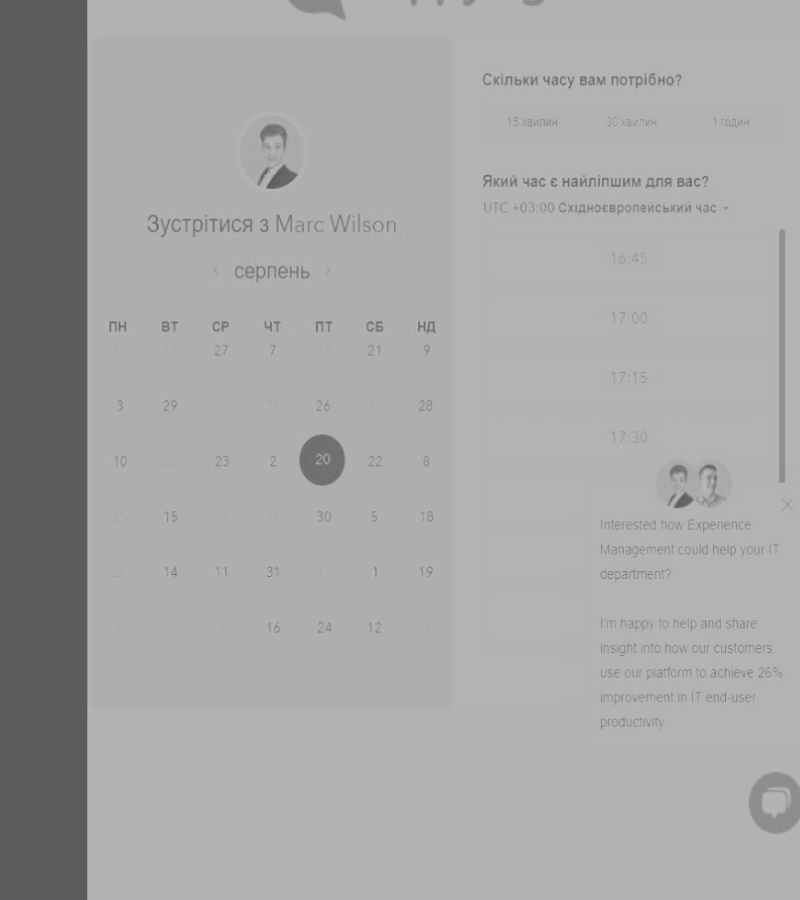 Зустрітися з Marc Wilson
‹ серпень ›
ПН ВТ СР ЧТ ПТ СБ НД
22 14 27 7 13 21 9
3 29 1 21 26 16 28
10 26 23 2 20 22 8
25 15 30 5 18
26 14 11 31 17 1 19
20 9 16 24 12
Скільки часу вам потрібно?
15 хвилин 30 хвилин 1 годин
Який час є найліпшим для вас?
UTC +03:00 Східноєвропейський час
16:45
17:00
17:15
17:30
Interested how Experience
Management could help your IT
department?
I'm happy to help and share
insight into how our customers
use our platform to achieve 26%
improvement in IT end-user
productivity.